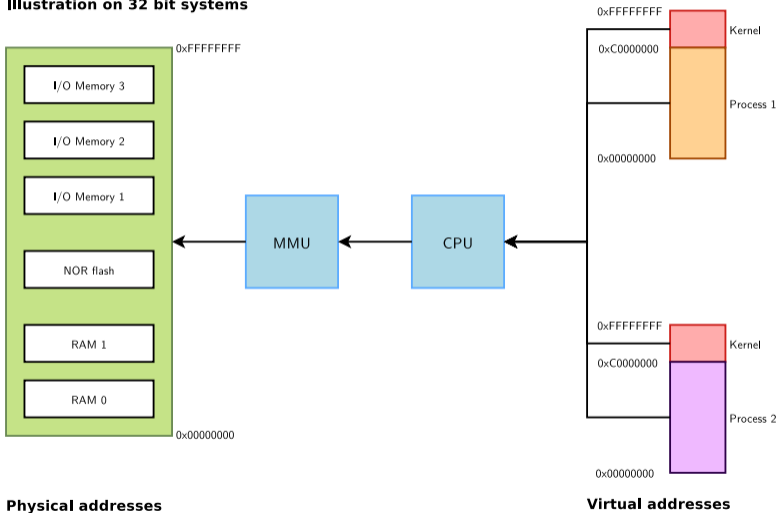 Illustration on 32 bit systems
0xFFFFFFFF
I/O Memory 3
I/O Memory 2
I/O Memory 1
NOR flash
RAM 1
RAM 0
0x00000000
Physical addresses
MMU
CPU
0xFFFFFFFF
Kernel
0xC0000000
Process 1
0x00000000
0xFFFFFFFF
Kernel
0xC0000000
Process 2
0x00000000
Virtual addresses